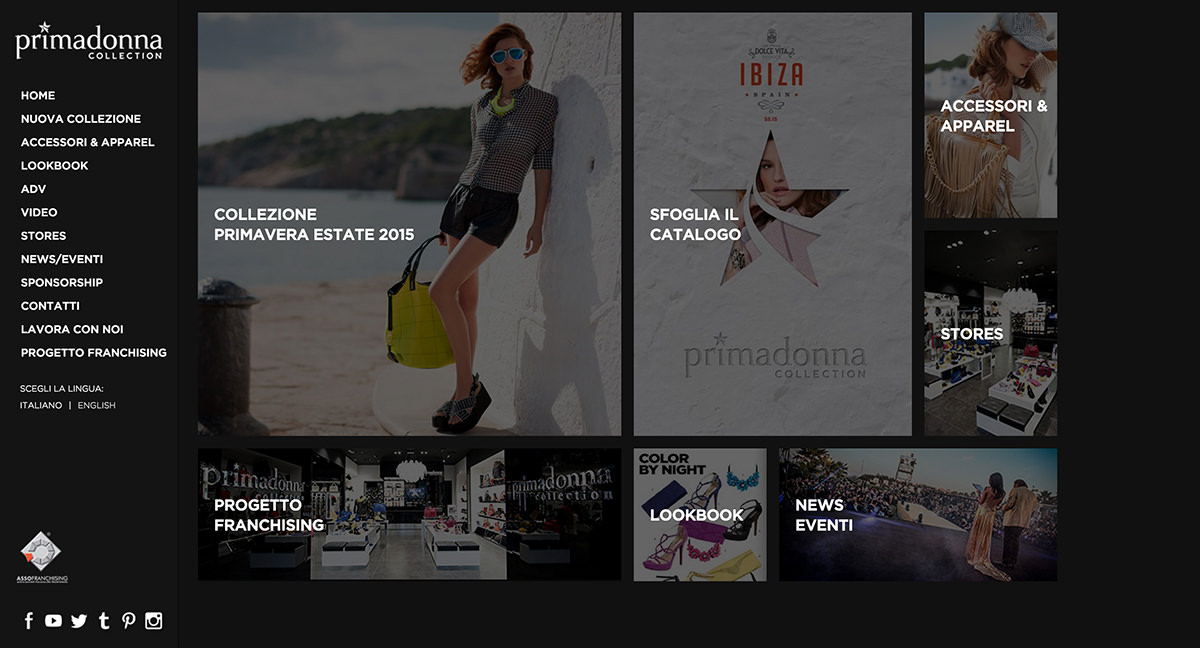 primadonna
COLLECTION
HOME
NUOVA COLLEZIONE
ACCESSORI & APPAREL
LOOKBOOK
ADV
VIDEO
STORES
NEWS/EVENTI
SPONSORSHIP
CONTATTI
LAVORA CON NOI
PROGETTO FRANCHISING
SCEGLI LA LINGUA:
ITALIANO | ENGLISH
ASSOFRANCHISING
COLLEZIONE
PRIMAVERA ESTATE 2015
DOLCE VITA
IBIZA
SPAIN
SFOGLIA IL
CATALOGO
primadonna
COLLECTION
ACCESSORI &
APPAREL
STORES
primadonna
collection
primadonna
collection
PROGETTO
FRANCHISING
COLOR
BY NIGHT
LOOKBOOK
NEWS
EVENTI